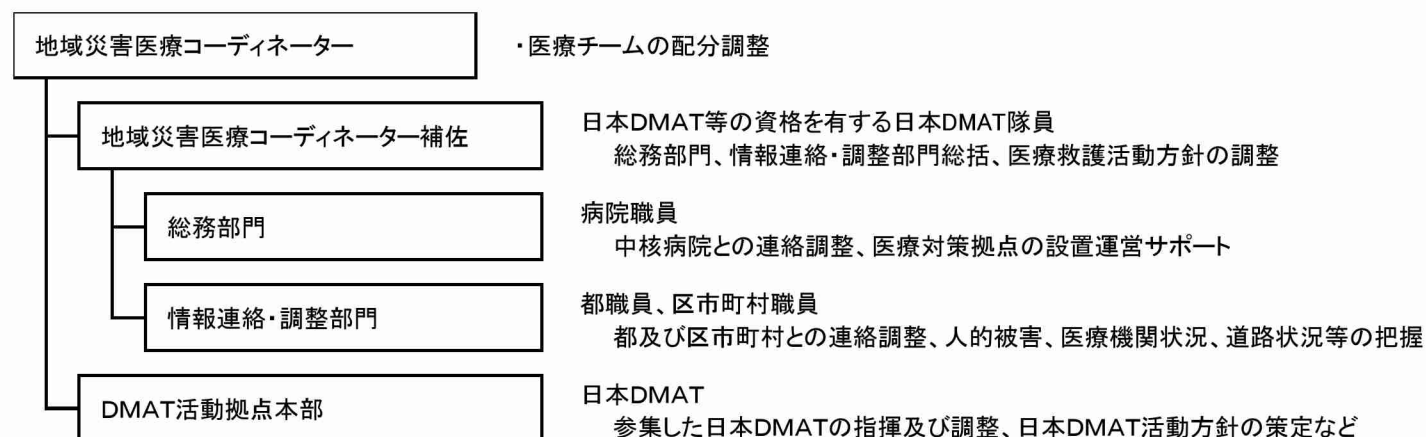 地域災害医療コーディネーター
・医療チームの配分調整
地域災害医療コーディネーター補佐
日本DMAT等の資格を有する日本DMAT隊員
総務部門、情報連絡・調整部門総括、医療救護活動方針の調整
総務部門
病院職員
中核病院との連絡調整、医療対策拠点の設置運営サポート
情報連絡・調整部門
都職員、区市町村職員
都及び区市町村との連絡調整、人的被害、医療機関状況、道路状況等の把握
DMAT活動拠点本部
日本DMAT
参集した日本DMATの指揮及び調整、日本DMAT活動方針の策定など